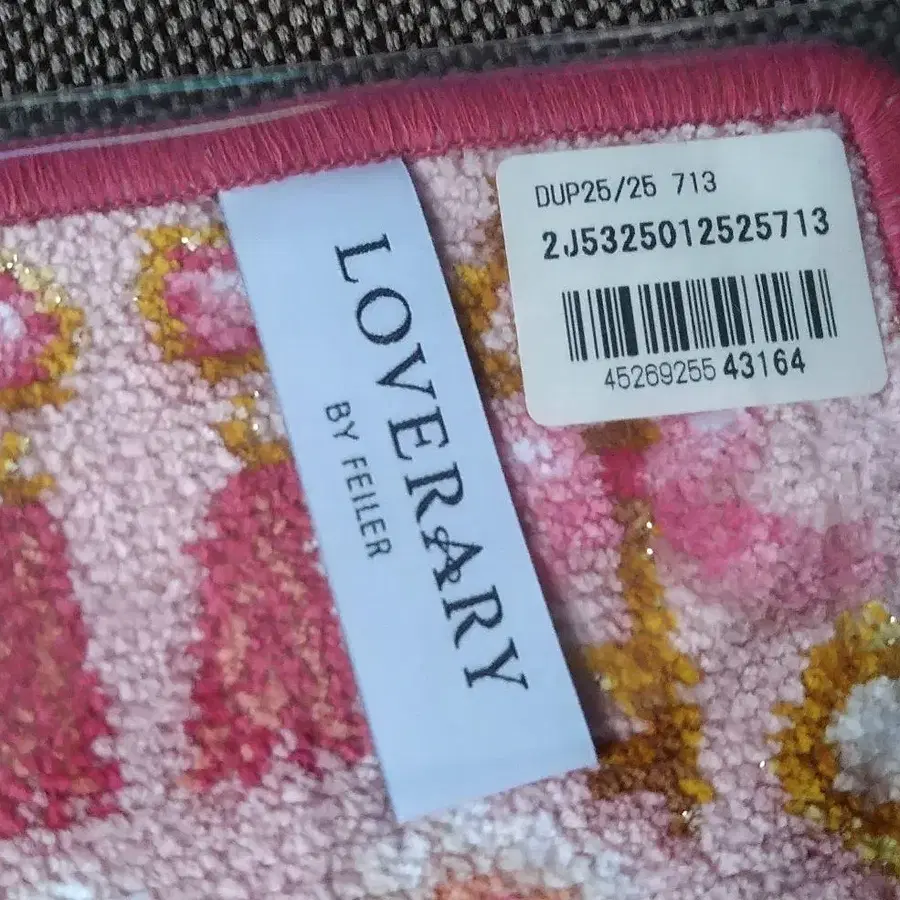 LOVERARY
BY FEILER
DUP25/25 713
2J5325012525713
45269255 43164